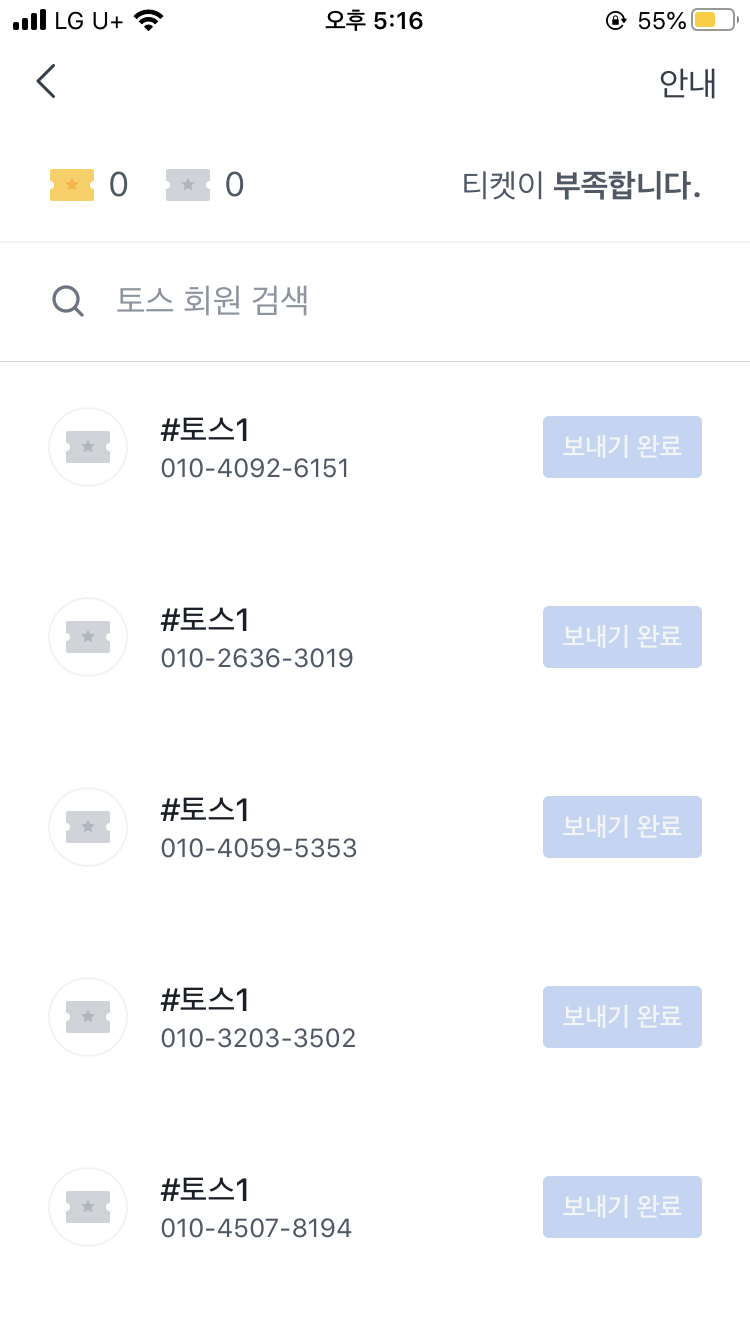 LG U+ 오후 5:16 55%
안내
0 0 티켓이 부족합니다.
토스 회원 검색
#토스1
010-4092-6151
보내기 완료
#토스1
010-2636-3019
보내기 완료
#토스1
010-4059-5353
보내기 완료
#토스1
010-3203-3502
보내기 완료
#토스1
010-4507-8194
보내기 완료